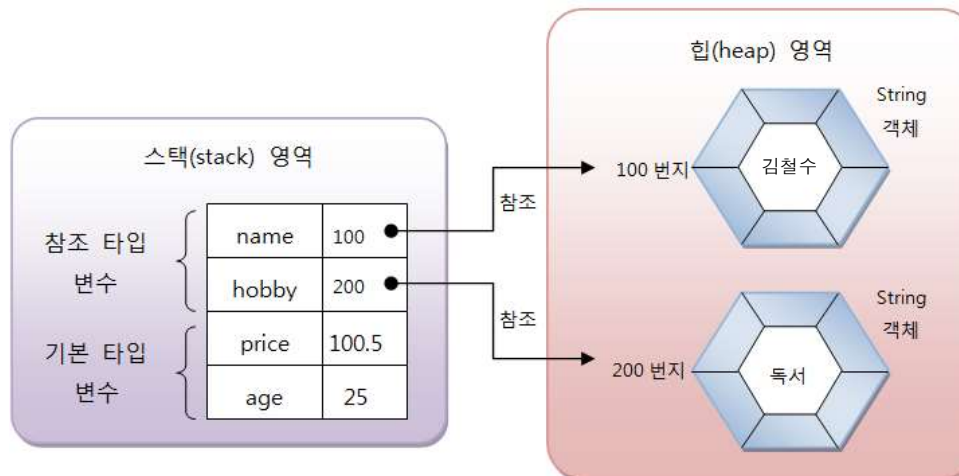 스택(stack) 영역
참조 타입
변수
기본 타입
변수
name 100
hobby 200
price 100.5
age 25
참조
참조
힙(heap) 영역
100 번지
김철수
String
객체
200 번지
독서
String
객체